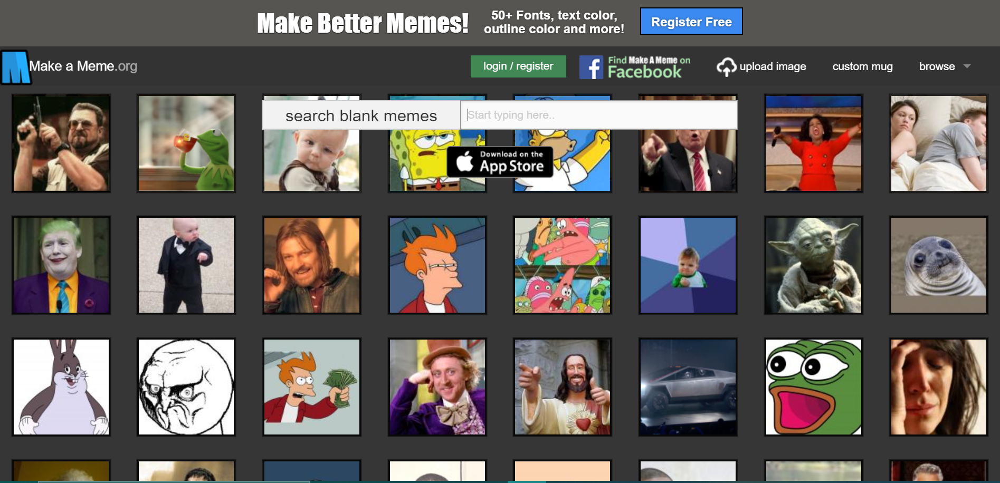 Make Better Memes!
50+ Fonts, text color,
outline color and more!
Register Free
Make a Meme.org
login / register
Find Make A Meme on
Facebook
upload image
custom mug
browse
search blank memes
Start typing here..
Download on the
App Store